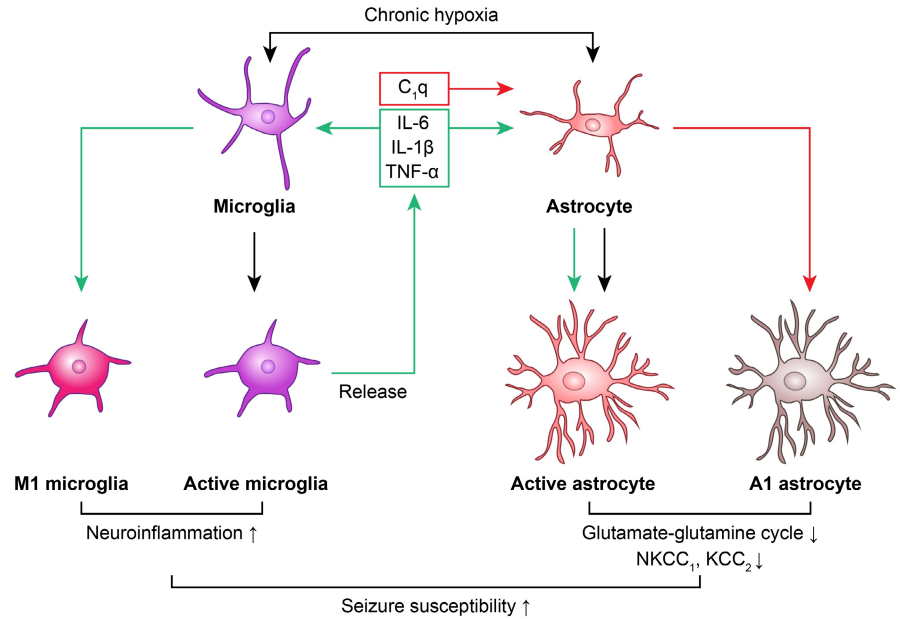 Chronic hypoxia
C₁q
IL-6
IL-1β
TNF-α
Microglia
Astrocyte
Release
M1 microglia
Active microglia
Active astrocyte
A1 astrocyte
Neuroinflammation ↑
Glutamate-glutamine cycle ↓
NKCC₁, KCC₂ ↓
Seizure susceptibility ↑